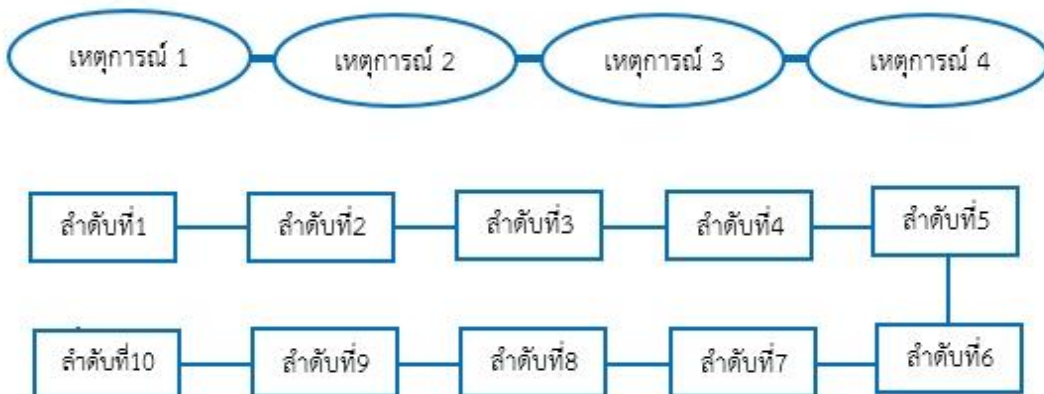 เหตุการณ์ 1 เหตุการณ์ 2 เหตุการณ์ 3 เหตุการณ์ 4
ลำดับที่1 ลำดับที่2 ลำดับที่3 ลำดับที่4 ลำดับที่5
ลำดับที่10 ลำดับที่9 ลำดับที่8 ลำดับที่7 ลำดับที่6